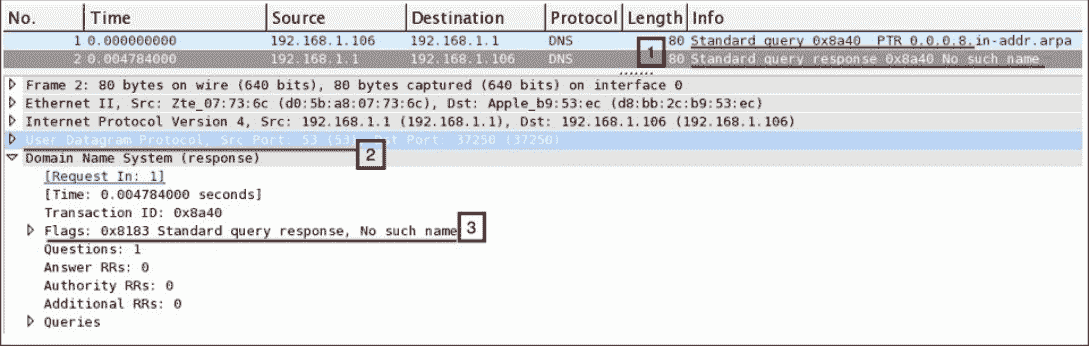 No. Time Source Destination Protocol Length Info
1 0.000000000 192.168.1.106 192.168.1.1 DNS 80 Standard query 0x8a40 PTR 0.0.0.8.in-addr.arpa
2 0.004784000 192.168.1.1 192.168.1.106 DNS 80 Standard query response 0x8a40 No such name
1
Frame 2: 80 bytes on wire (640 bits), 80 bytes captured (640 bits) on interface 0
Ethernet II, Src: Zte_07:73:6c (d0:5b:a8:07:73:6c), Dst: Apple_b9:53:ec (d8:bb:2c:b9:53:ec)
Internet Protocol Version 4, Src: 192.168.1.1 (192.168.1.1), Dst: 192.168.1.106 (192.168.1.106)
User Datagram Protocol, Src Port: 53 (53), Dst Port: 37250 (37250)
2
Domain Name System (response)
[Request In: 1]
[Time: 0.004784000 seconds]
Transaction ID: 0x8a40
Flags: 0x8183 Standard query response, No such name
3
Questions: 1
Answer RRs: 0
Authority RRs: 0
Additional RRs: 0
Queries